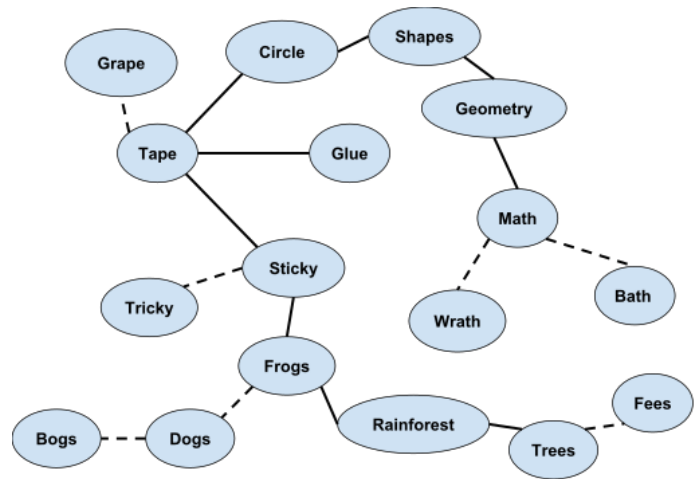 Shapes
Circle
Grape
Geometry
Tape
Glue
Math
Sticky
Bath
Tricky
Wrath
Frogs
Fees
Rainforest
Bogs
Dogs
Trees